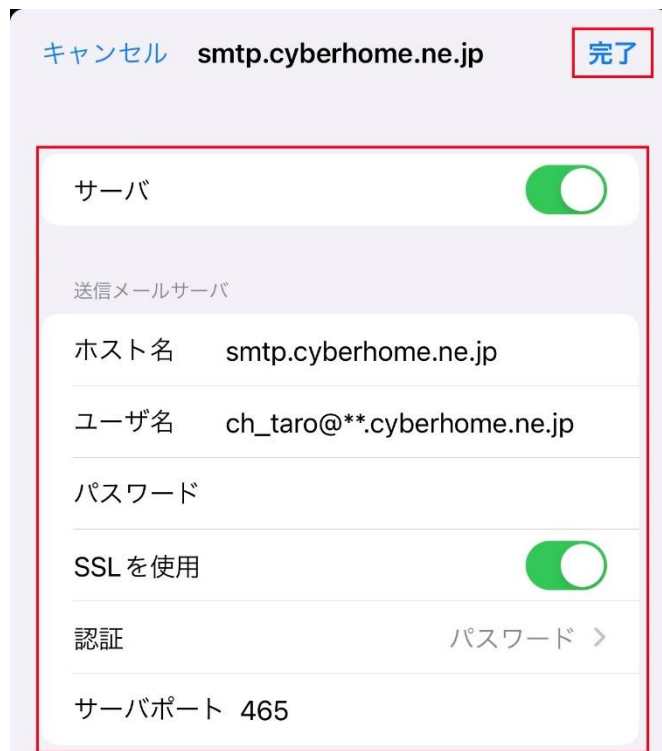 キャンセル smtp.cyberhome.ne.jp 完了
サーバ
送信メールサーバ
ホスト名 smtp.cyberhome.ne.jp
ユーザ名 ch_taro@**.cyberhome.ne.jp
パスワード
SSLを使用
認証 パスワード >
サーバポート 465